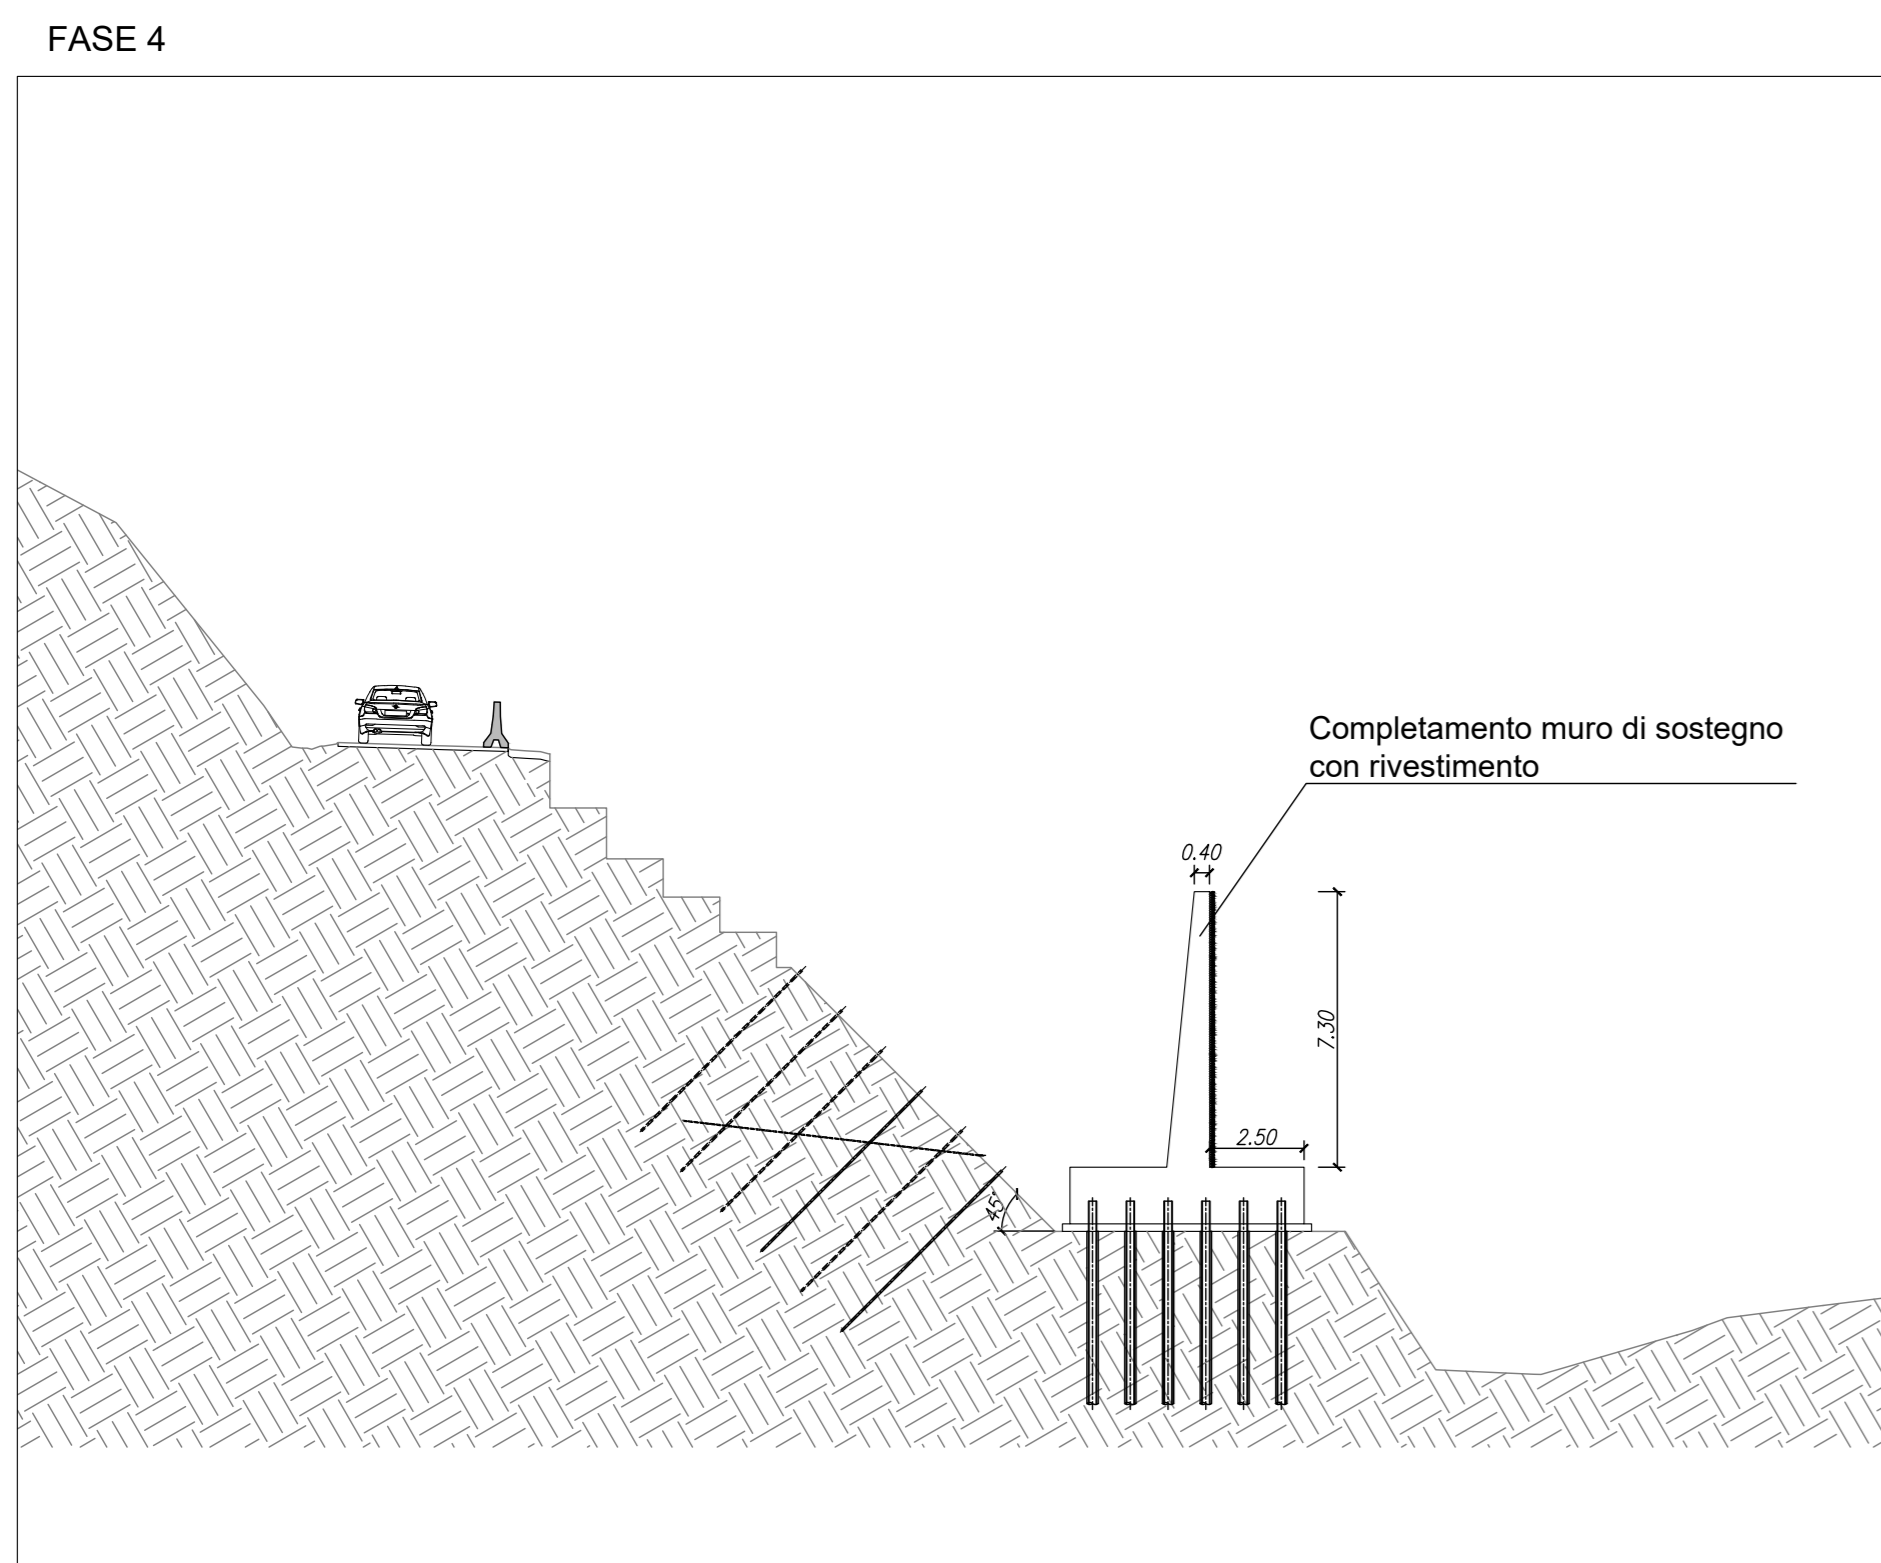 FASE 4
Completamento muro di sostegno
con rivestimento
0.40
7.30
2.50
45°